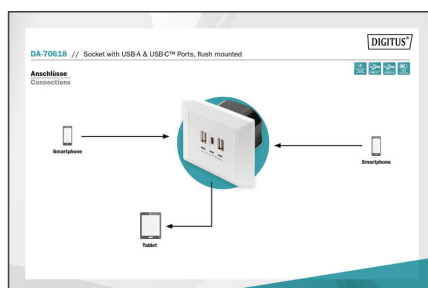 DIGITUS®
DA-70618 // Socket with USB-A & USB-C™ Ports, flush mounted
Anschlüsse
Connections
Smartphone
Smartphone
Tablet